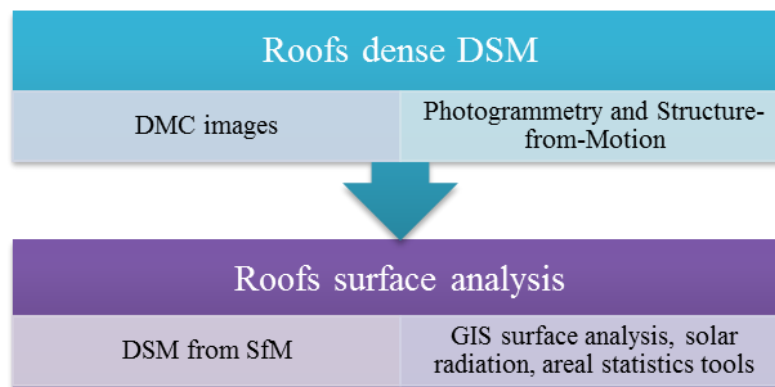 Roofs dense DSM
DMC images
Photogrammetry and Structure-
from-Motion
Roofs surface analysis
DSM from SfM
GIS surface analysis, solar
radiation, areal statistics tools